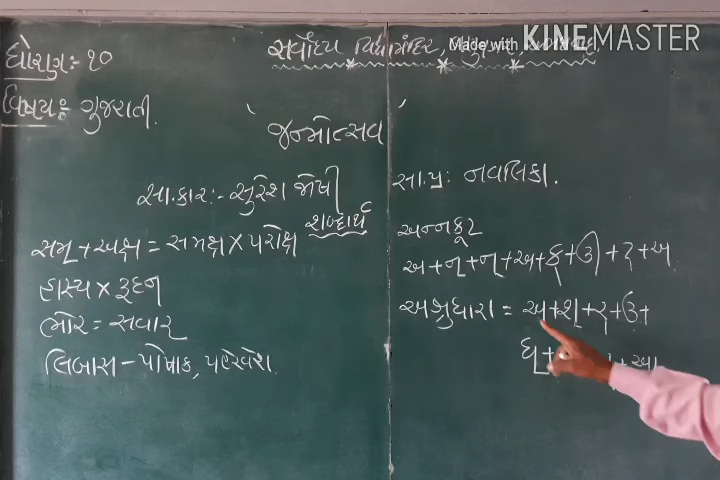 Made with KINEMASTER
ધોરણ:- ૧૦
સર્વોદય વિદ્યામંદિર,
વિષય:- ગુજરાતી.
' જન્મોત્સવ '
સા.કાર:- સુરેશ જોષી
સા.પ્ર: નવલિકા.
શબ્દાર્થ
સમ્+અક્ષ = સમક્ષ × પરોક્ષ
હાસ્ય × રૂદન
ભોર = સવાર
લિબાસ - પોષાક, પહેરવેશ.
અન્નકૂટ
અ+ન્+ન્+અ+ક્+ઊ+ટ્+અ
અશ્રુધારા = અ+શ્+ર્+ઉ+
ધ્+ +આ